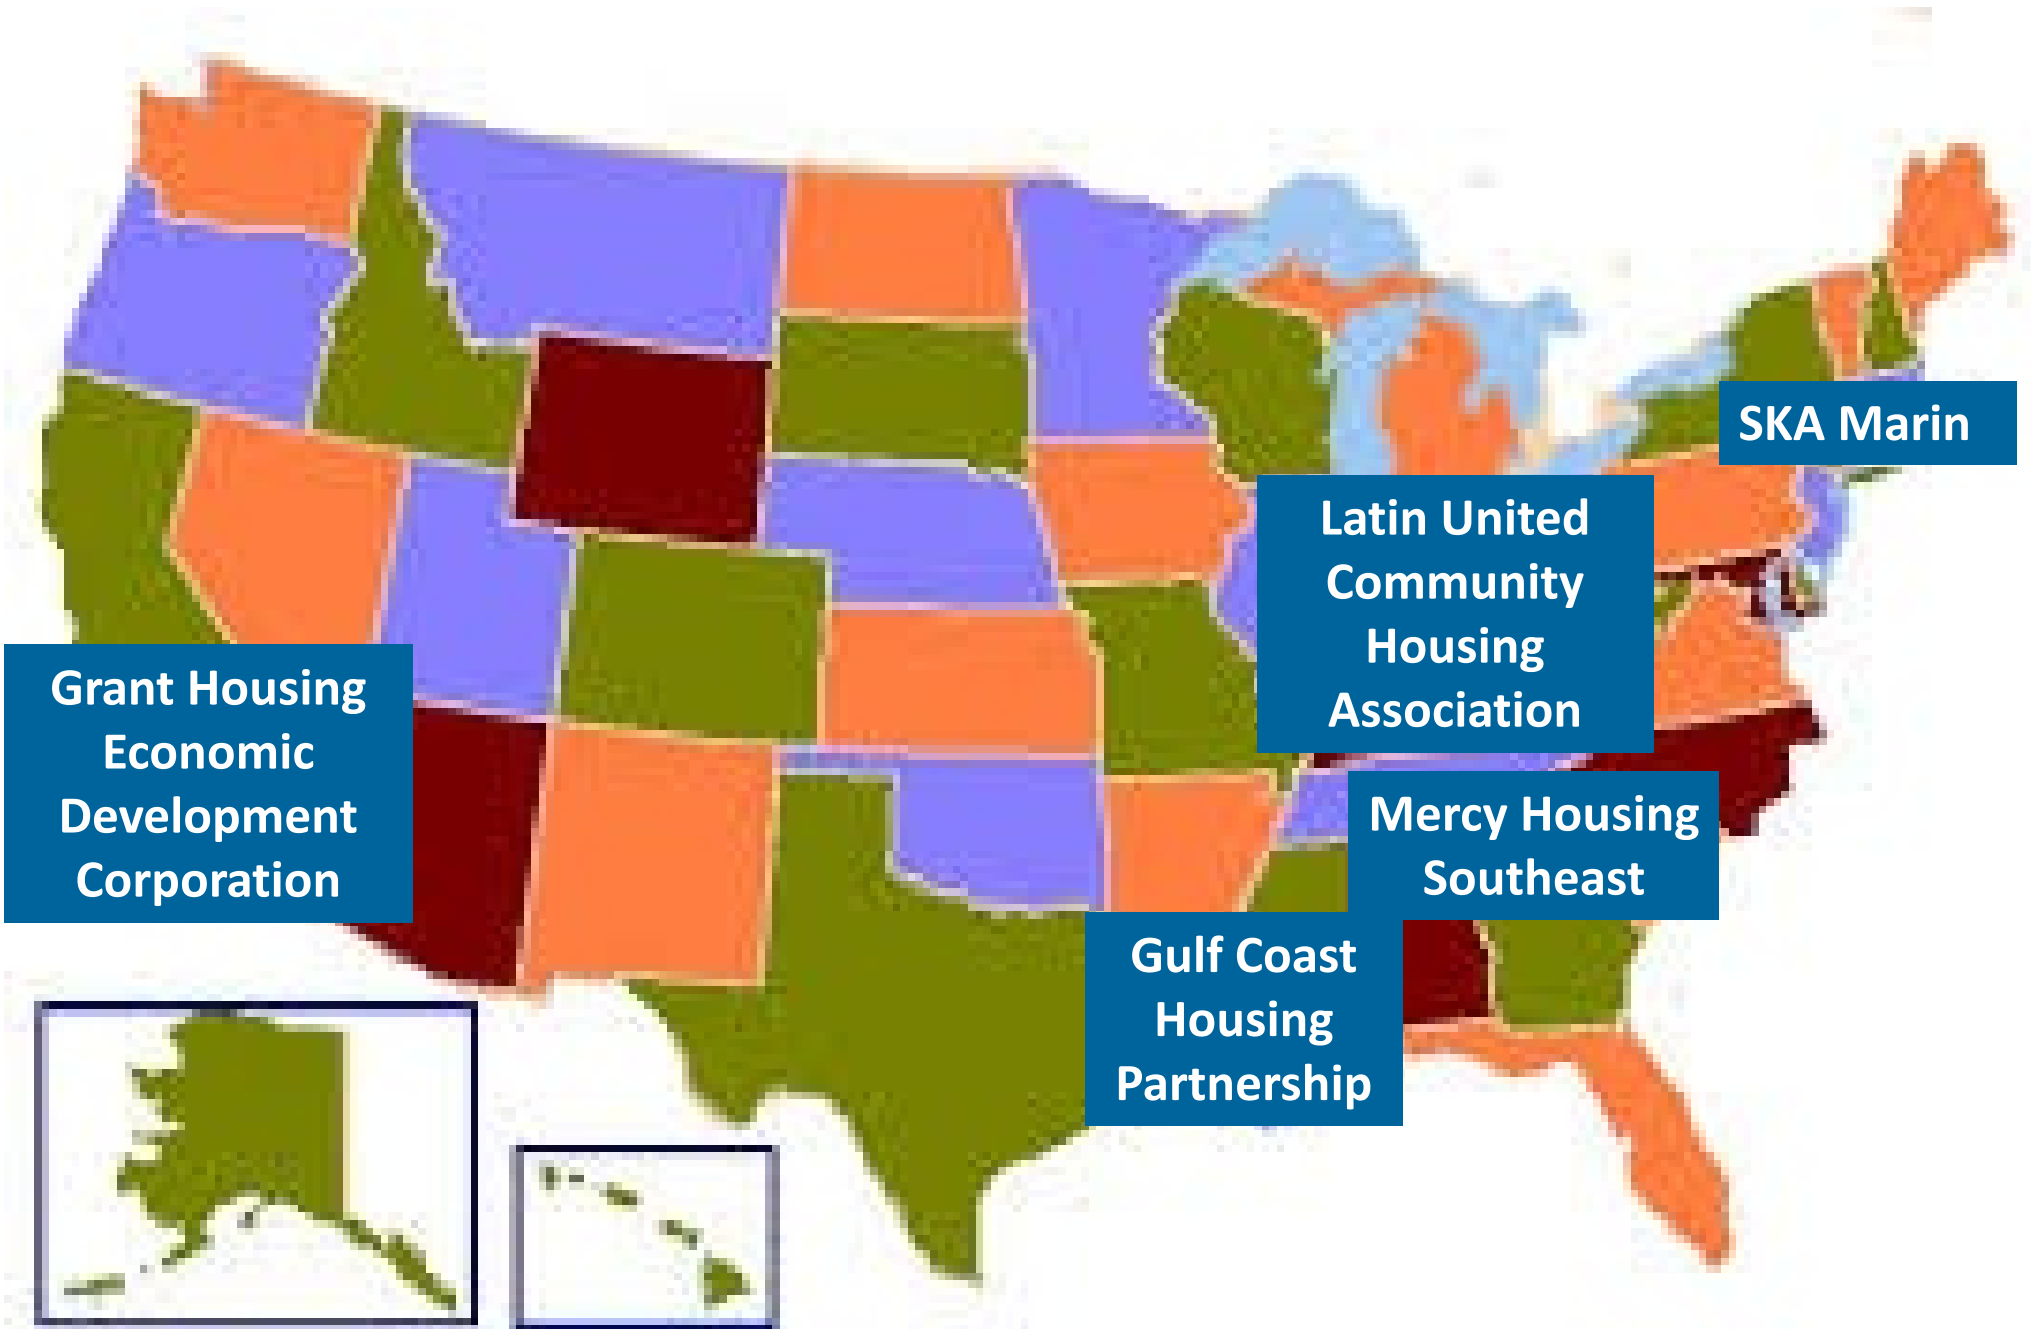 SKA Marin
Latin United
Community
Housing
Association
Grant Housing
Economic
Development
Corporation
Mercy Housing
Southeast
Gulf Coast
Housing
Partnership